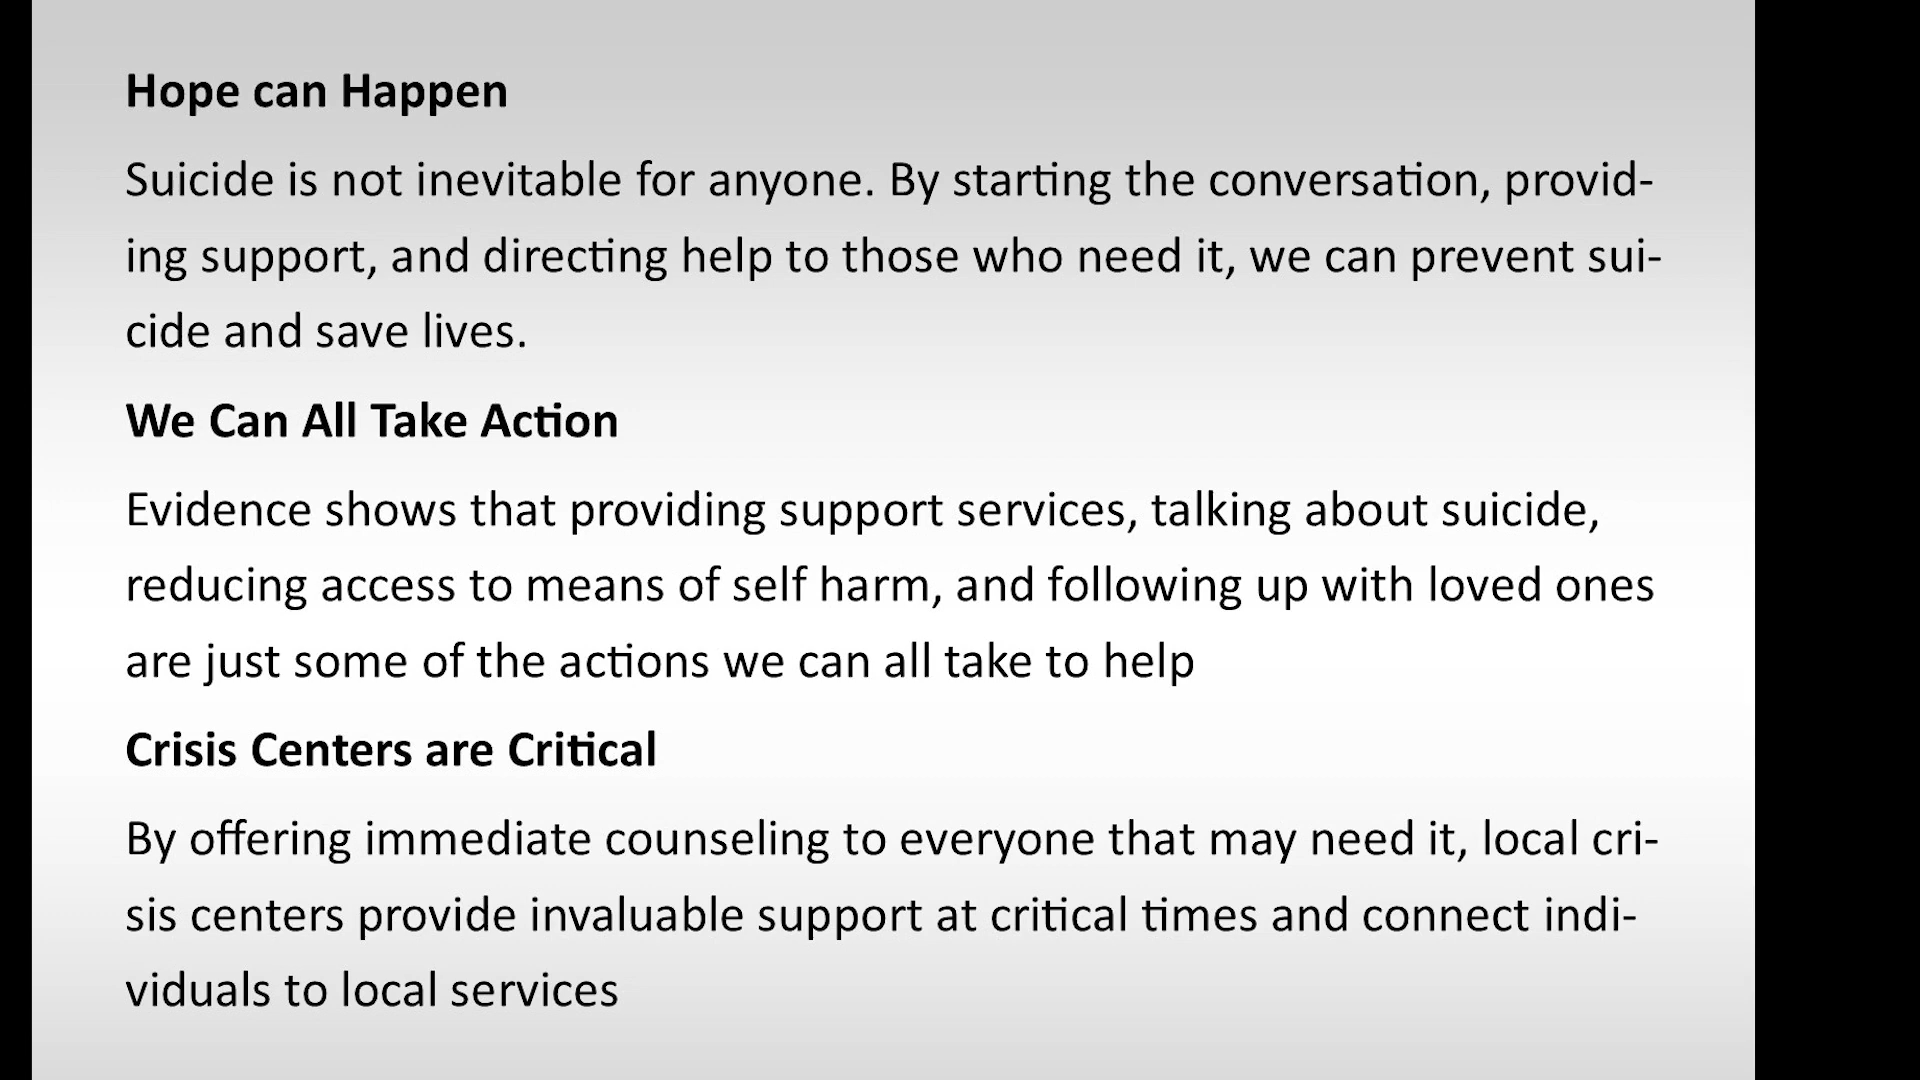 Hope can Happen
Suicide is not inevitable for anyone. By starting the conversation, provid-
ing support, and directing help to those who need it, we can prevent sui-
cide and save lives.
We Can All Take Action
Evidence shows that providing support services, talking about suicide,
reducing access to means of self harm, and following up with loved ones
are just some of the actions we can all take to help
Crisis Centers are Critical
By offering immediate counseling to everyone that may need it, local cri-
sis centers provide invaluable support at critical times and connect indi-
viduals to local services